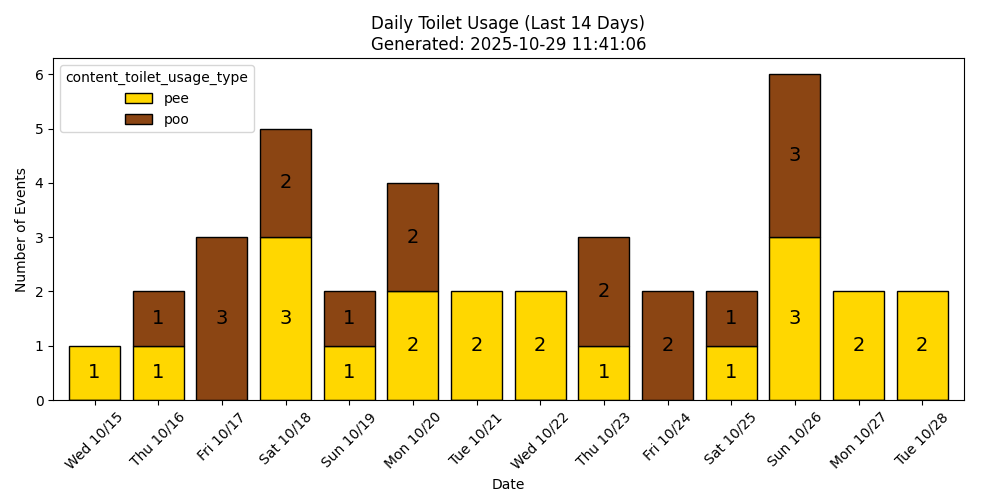 Daily Toilet Usage (Last 14 Days)
Generated: 2025-10-29 11:41:06
content_toilet_usage_type
pee
poo
Number of Events
6
5
4
3
2
1
0
1
1
1
3
2
3
1
1
2
2
2
2
2
1
2
1
1
3
3
2
2
Wed 10/15
Thu 10/16
Fri 10/17
Sat 10/18
Sun 10/19
Mon 10/20
Tue 10/21
Wed 10/22
Thu 10/23
Fri 10/24
Sat 10/25
Sun 10/26
Mon 10/27
Tue 10/28
Date